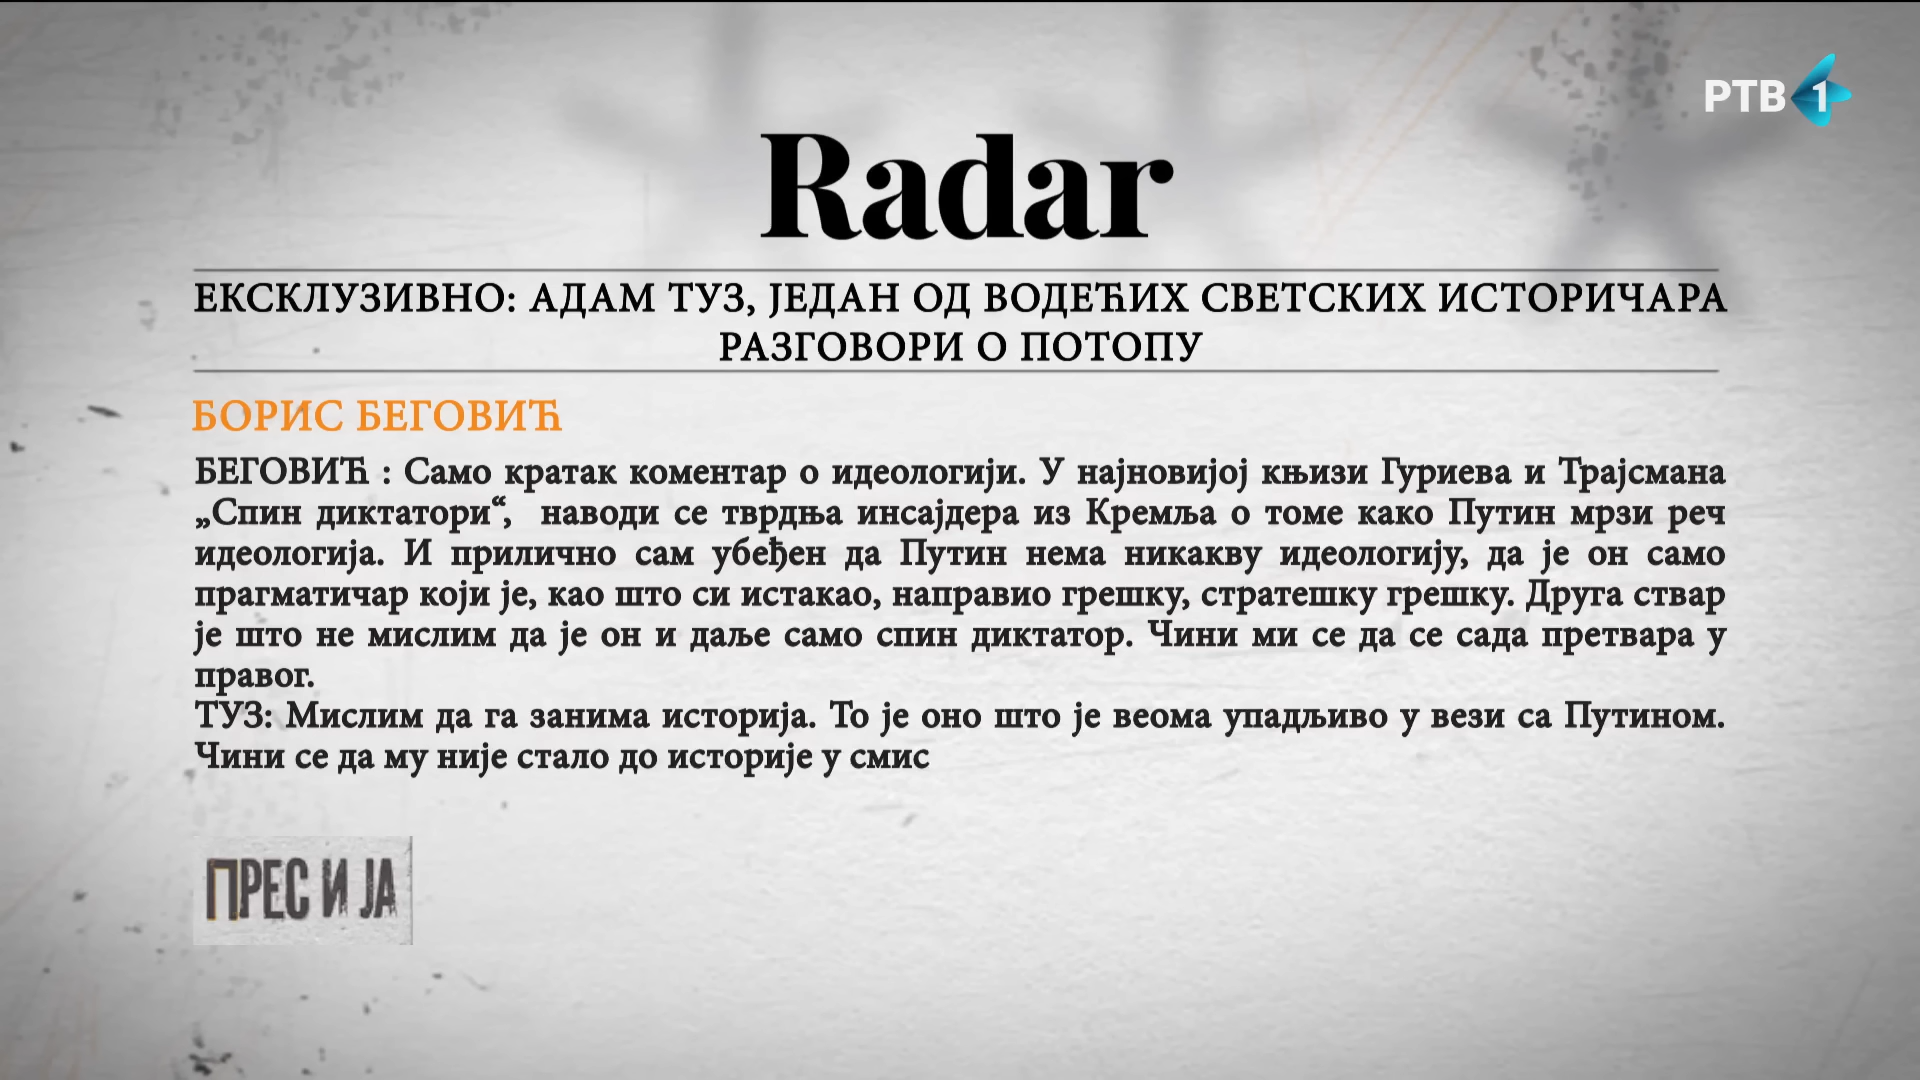 РТВ 1
Radar
ЕКСКЛУЗИВНО: АДАМ ТУЗ, ЈЕДАН ОД ВОДЕЋИХ СВЕТСКИХ ИСТОРИЧАРА
РАЗГОВОРИ О ПОТОПУ
БОРИС БЕГОВИЋ
БЕГОВИЋ : Само кратак коментар о идеологији. У најновијој књизи Гуриева и Трајсмана
„Спин диктатори“, наводи се тврдња инсајдера из Кремља о томе како Путин мрзи реч
идеологија. И прилично сам убеђен да Путин нема никакву идеологију, да је он само
прагматичар који је, као што си истакао, направио грешку, стратешку грешку. Друга ствар
је што не мислим да је он и даље само спин диктатор. Чини ми се да се сада претвара у
правог.
ТУЗ: Мислим да га занима историја. То је оно што је веома упадљиво у вези са Путином.
Чини се да му није стало до историје у смис
ПРЕС И ЈА